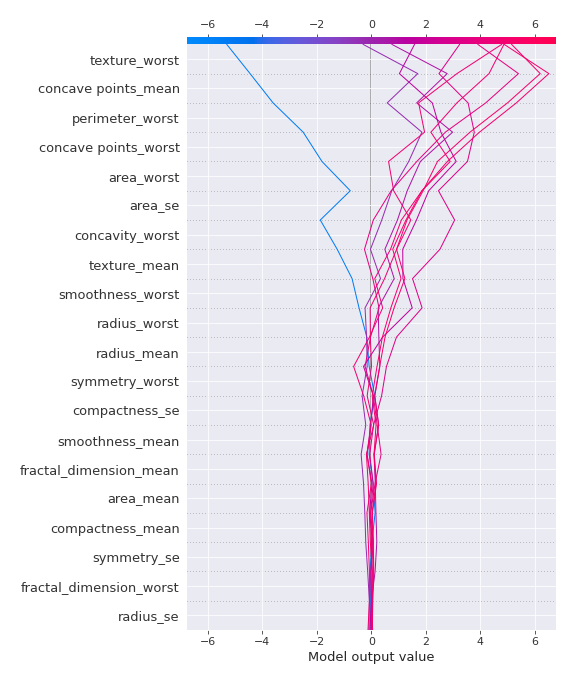 −6 −4 −2 0 2 4 6
texture_worst
concave points_mean
perimeter_worst
concave points_worst
area_worst
area_se
concavity_worst
texture_mean
smoothness_worst
radius_worst
radius_mean
symmetry_worst
compactness_se
smoothness_mean
fractal_dimension_mean
area_mean
compactness_mean
symmetry_se
fractal_dimension_worst
radius_se
−6 −4 −2 0 2 4 6
Model output value